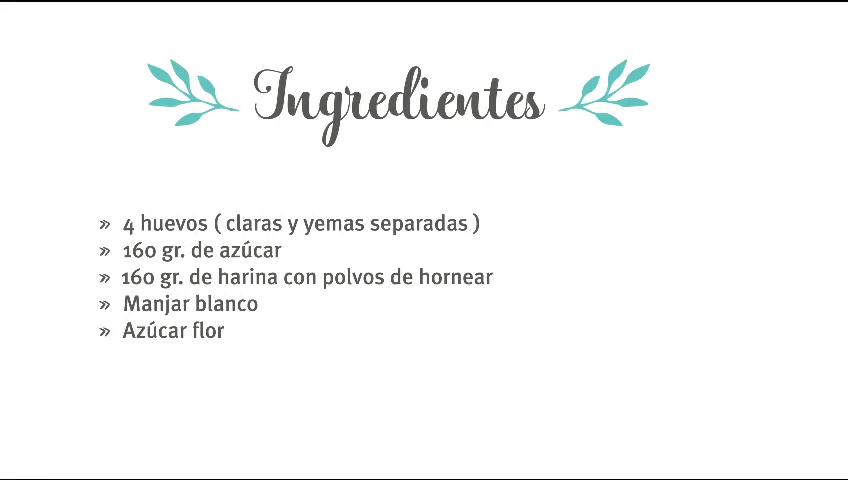 Ingredientes
» 4 huevos ( claras y yemas separadas )
» 160 gr. de azúcar
» 160 gr. de harina con polvos de hornear
» Manjar blanco
» Azúcar flor